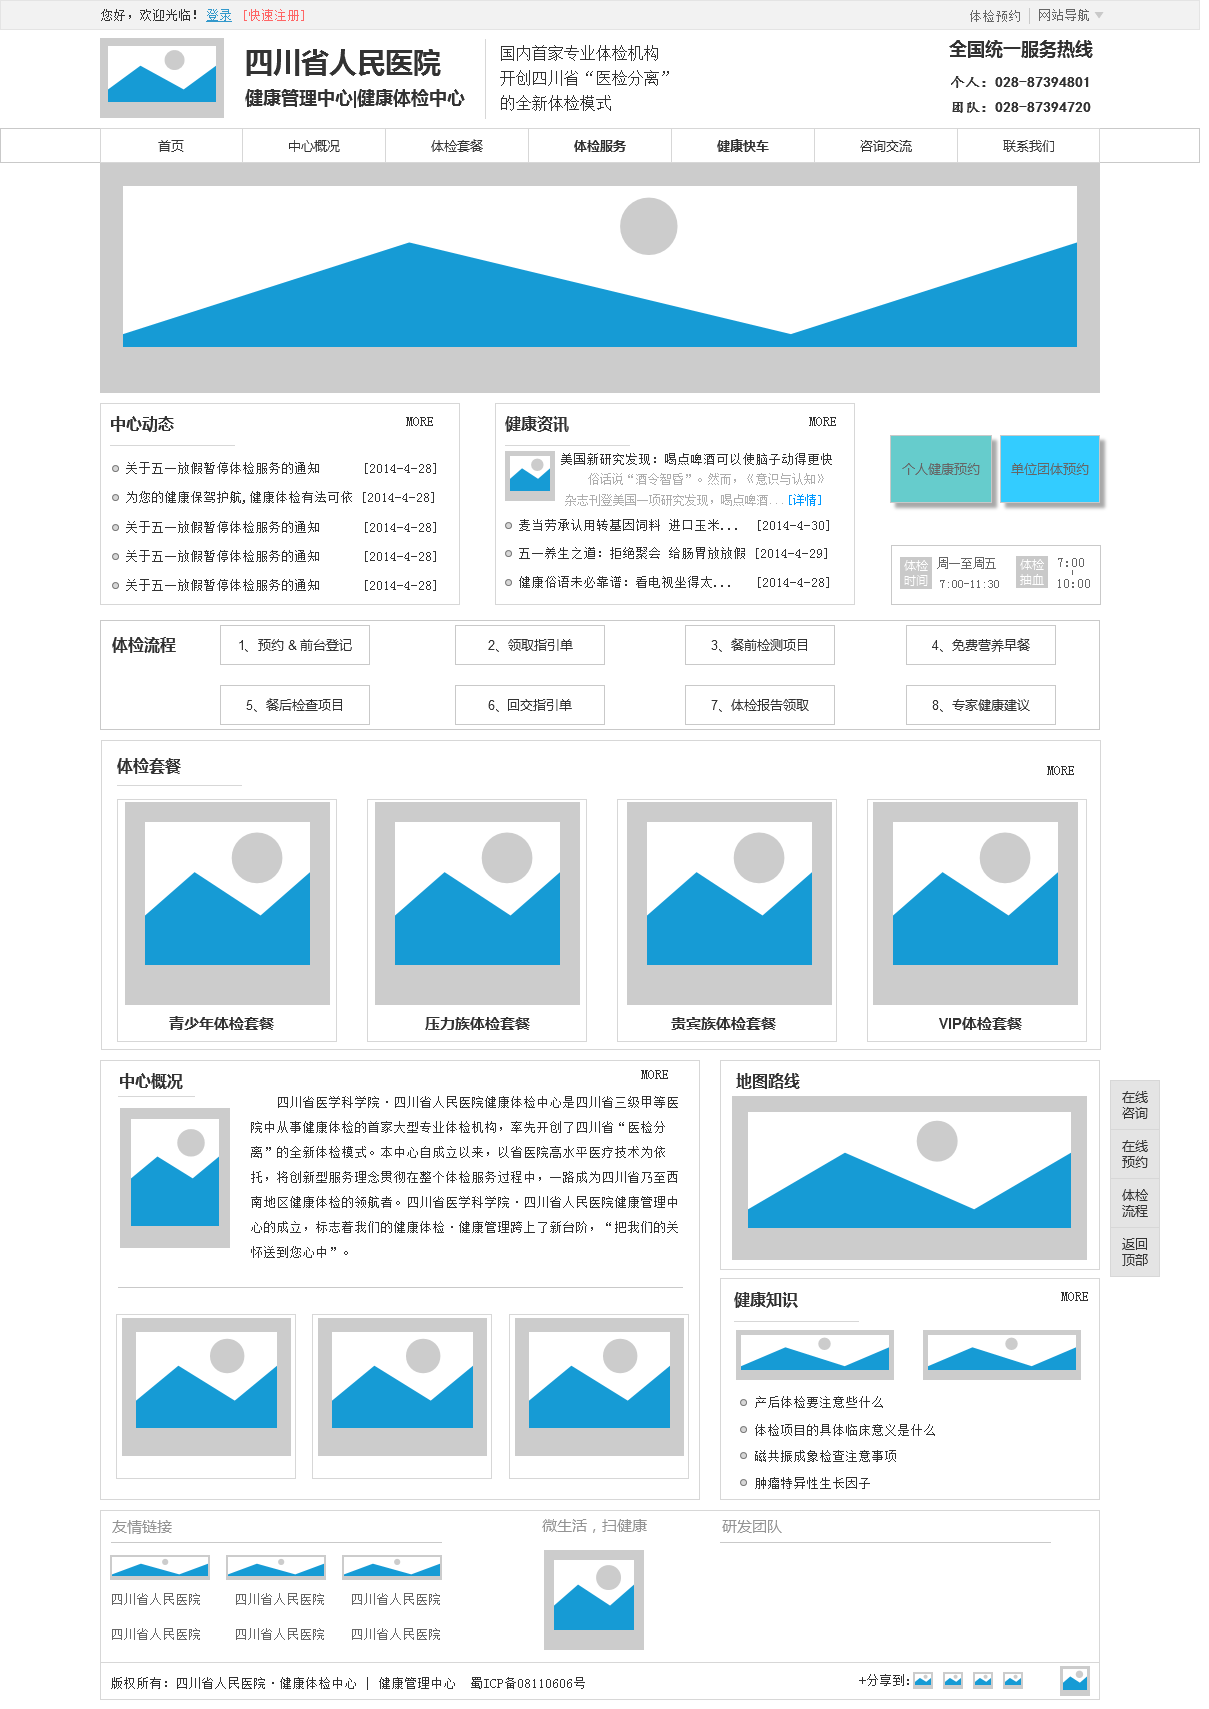 您好，欢迎光临！登录 [快速注册]
体检预约 网站导航
四川省人民医院
健康管理中心|健康体检中心
国内首家专业体检机构
开创四川省“医检分离”
的全新体检模式
全国统一服务热线
个人：028-87394801
团队：028-87394720
首页 中心概况 体检套餐 体检服务 健康快车 咨询交流 联系我们
中心动态 MORE
关于五一放假暂停体检服务的通知 [2014-4-28]
为您的健康保驾护航,健康体检有法可依 [2014-4-28]
关于五一放假暂停体检服务的通知 [2014-4-28]
关于五一放假暂停体检服务的通知 [2014-4-28]
关于五一放假暂停体检服务的通知 [2014-4-28]
健康资讯 MORE
美国新研究发现：喝点啤酒可以使脑子动得更快
俗话说“酒令智昏”。然而，《意识与认知》
杂志刊登美国一项研究发现，喝点啤酒...[详情]
麦当劳承认用转基因饲料 进口玉米... [2014-4-30]
五一养生之道：拒绝聚会 给肠胃放放假 [2014-4-29]
健康俗语未必靠谱：看电视坐得太... [2014-4-28]
个人健康预约
单位团体预约
体检
时间
周一至周五
7:00-11:30
体检
抽血
7:00
10:00
体检流程
1、预约 & 前台登记
2、领取指引单
3、餐前检测项目
4、免费营养早餐
5、餐后检查项目
6、回交指引单
7、体检报告领取
8、专家健康建议
体检套餐 MORE
青少年体检套餐
压力族体检套餐
贵宾族体检套餐
VIP体检套餐
中心概况 MORE
四川省医学科学院·四川省人民医院健康体检中心是四川省三级甲等医
院中从事健康体检的首家大型专业体检机构，率先开创了四川省“医检分
离”的全新体检模式。本中心自成立以来，以省医院高水平医疗技术为依
托，将创新型服务理念贯彻在整个体检服务过程中，一路成为四川省乃至西
南地区健康体检的领航者。四川省医学科学院·四川省人民医院健康管理中
心的成立，标志着我们的健康体检·健康管理跨上了新台阶，“把我们的关
怀送到您心中”。
地图路线
在线
咨询
在线
预约
体检
流程
返回
顶部
健康知识 MORE
产后体检要注意些什么
体检项目的具体临床意义是什么
磁共振成象检查注意事项
肿瘤特异性生长因子
友情链接
四川省人民医院 四川省人民医院 四川省人民医院
四川省人民医院 四川省人民医院 四川省人民医院
微生活，扫健康
研发团队
版权所有：四川省人民医院·健康体检中心 | 健康管理中心 蜀ICP备08110606号
+分享到: